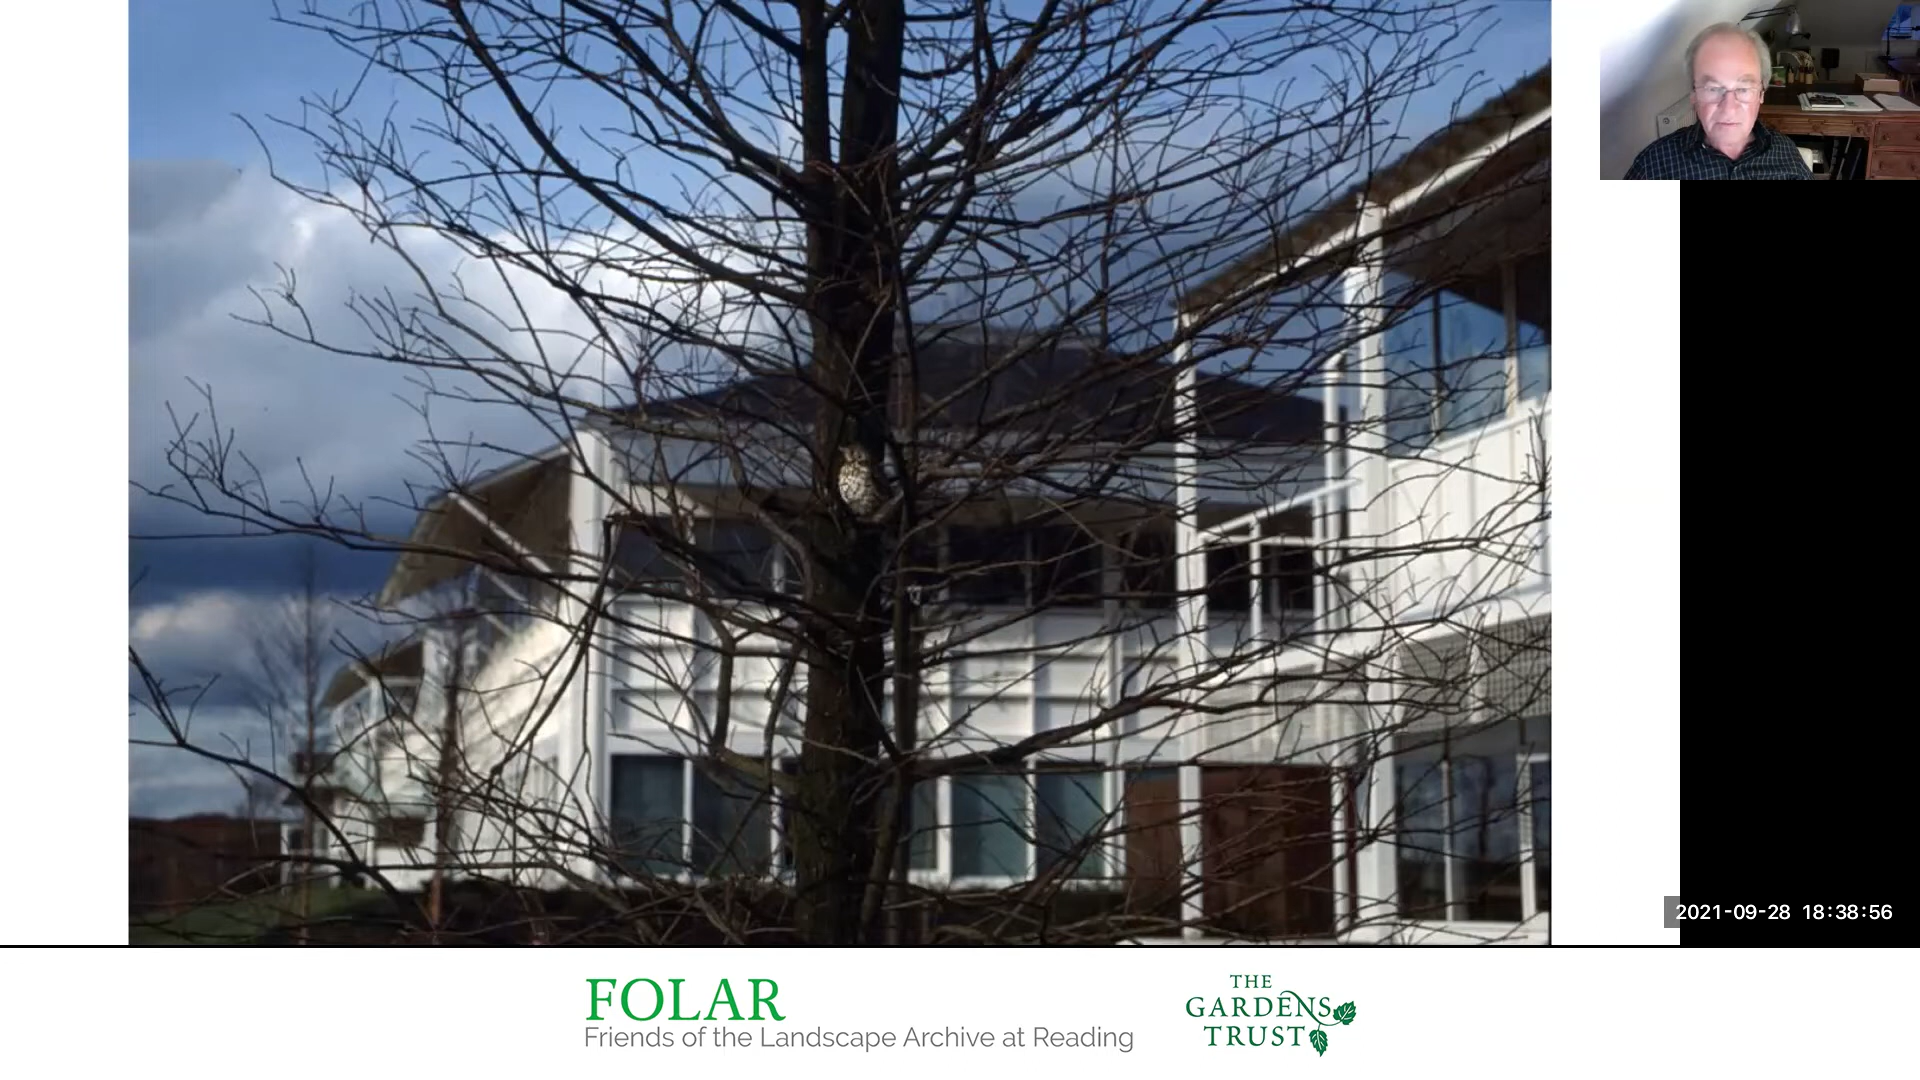 2021-09-28 18:38:56
FOLAR
Friends of the Landscape Archive at Reading
THE
GARDENS
TRUST